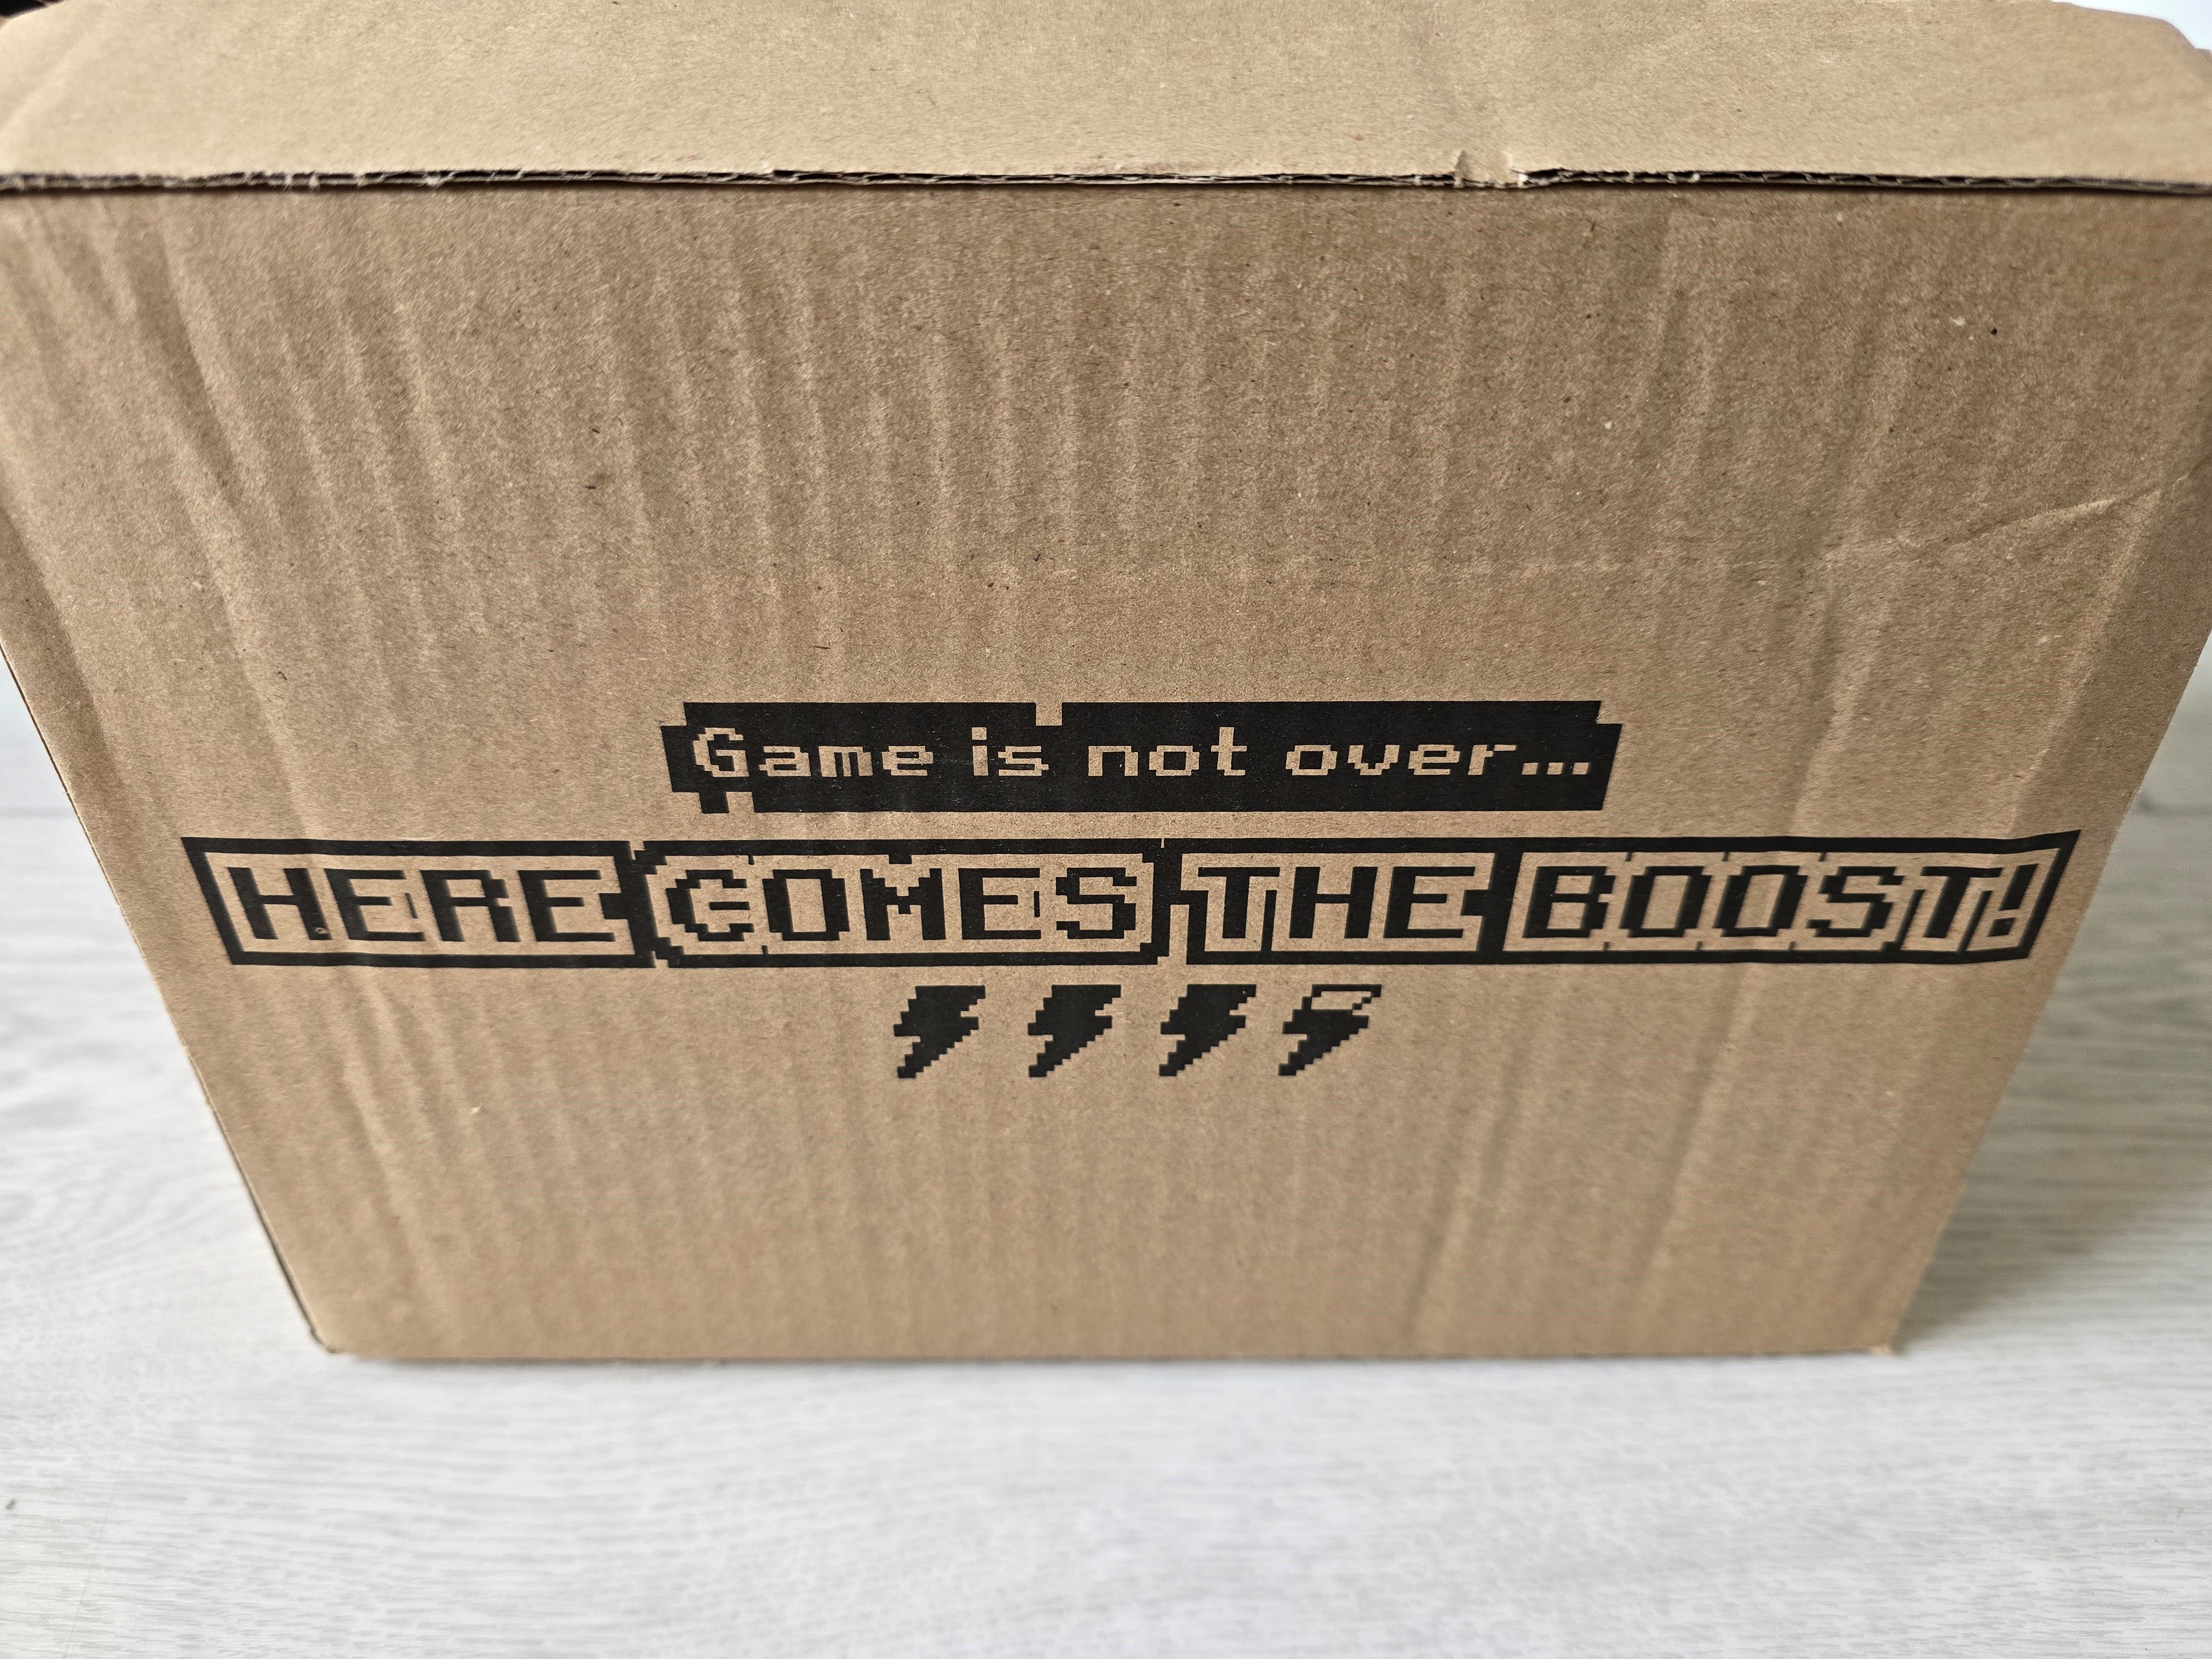 Game is not over...
HERE COMES THE BOOST!